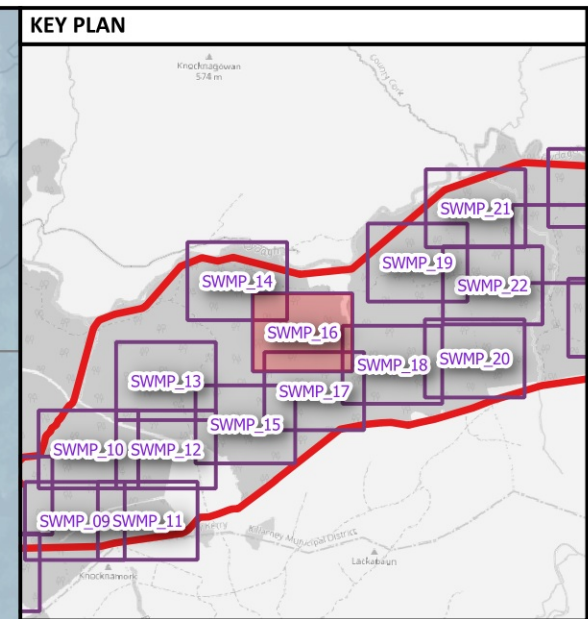 KEY PLAN
Knocknagowan
574 m
County Cork
SWMP_21
SWMP_19
SWMP_14
SWMP_22
SWMP_16
SWMP_18
SWMP_20
SWMP_17
SWMP_13
SWMP_15
SWMP_10
SWMP_12
SWMP_09
SWMP_11
Killarney Municipal District
Lackabaun
Knocknamork